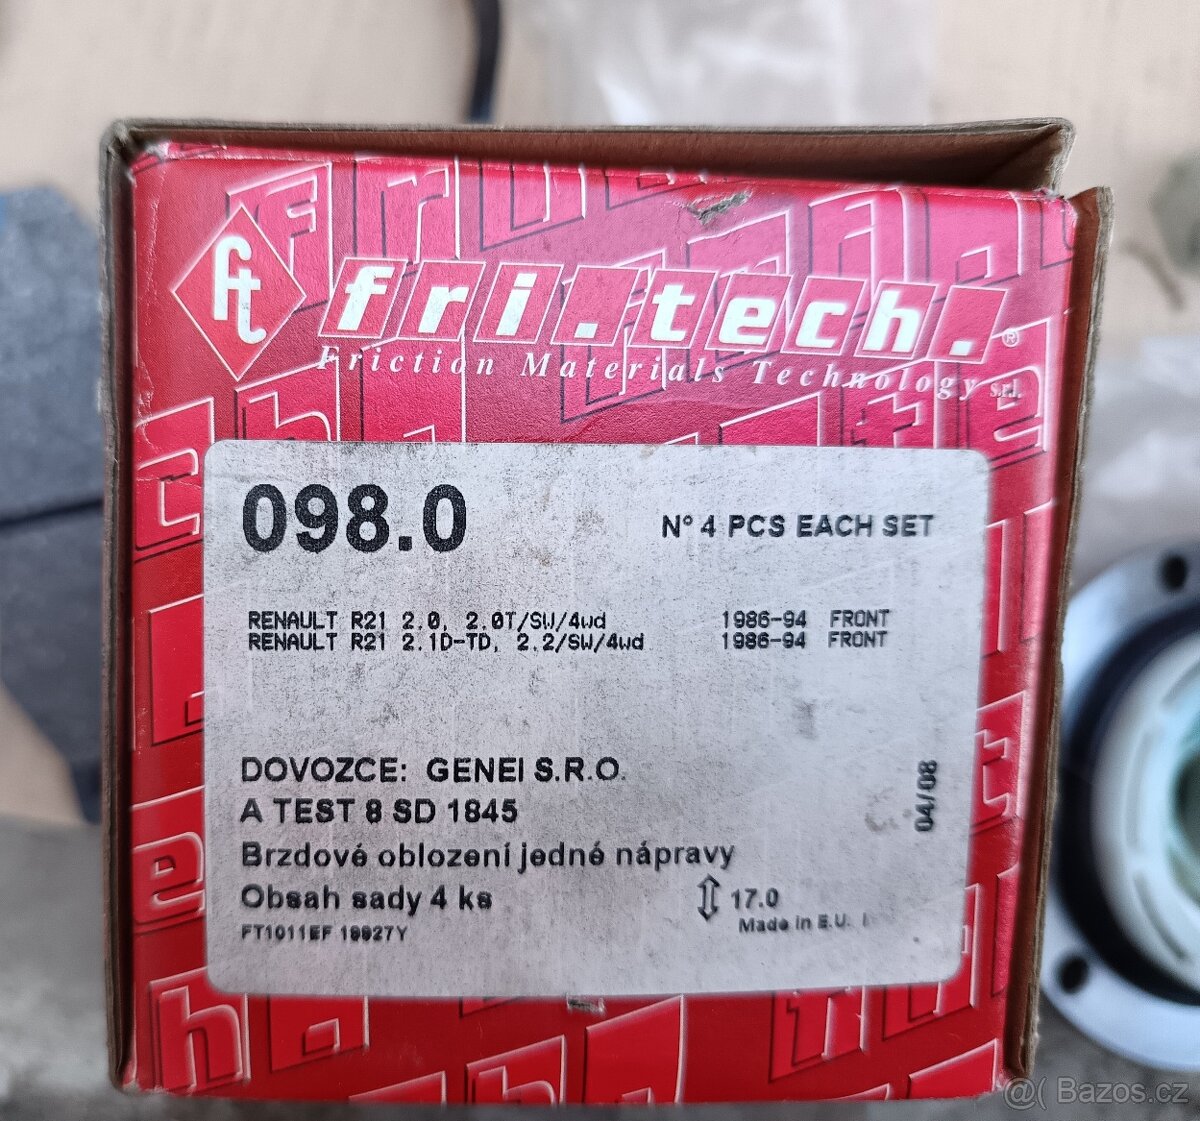 ft
fri.tech.®
Friction Materials Technology s.r.l.
098.0
N° 4 PCS EACH SET
RENAULT R21 2.0, 2.0T/SW/4wd 1986-94 FRONT
RENAULT R21 2.1D-TD, 2.2/SW/4wd 1986-94 FRONT
DOVOZCE: GENEI S.R.O.
A TEST 8 SD 1845
Brzdové oblození jedné nápravy
Obsah sady 4 ks
04/08
17.0
Made in E.U.
FT1011EF
Bazos.cz